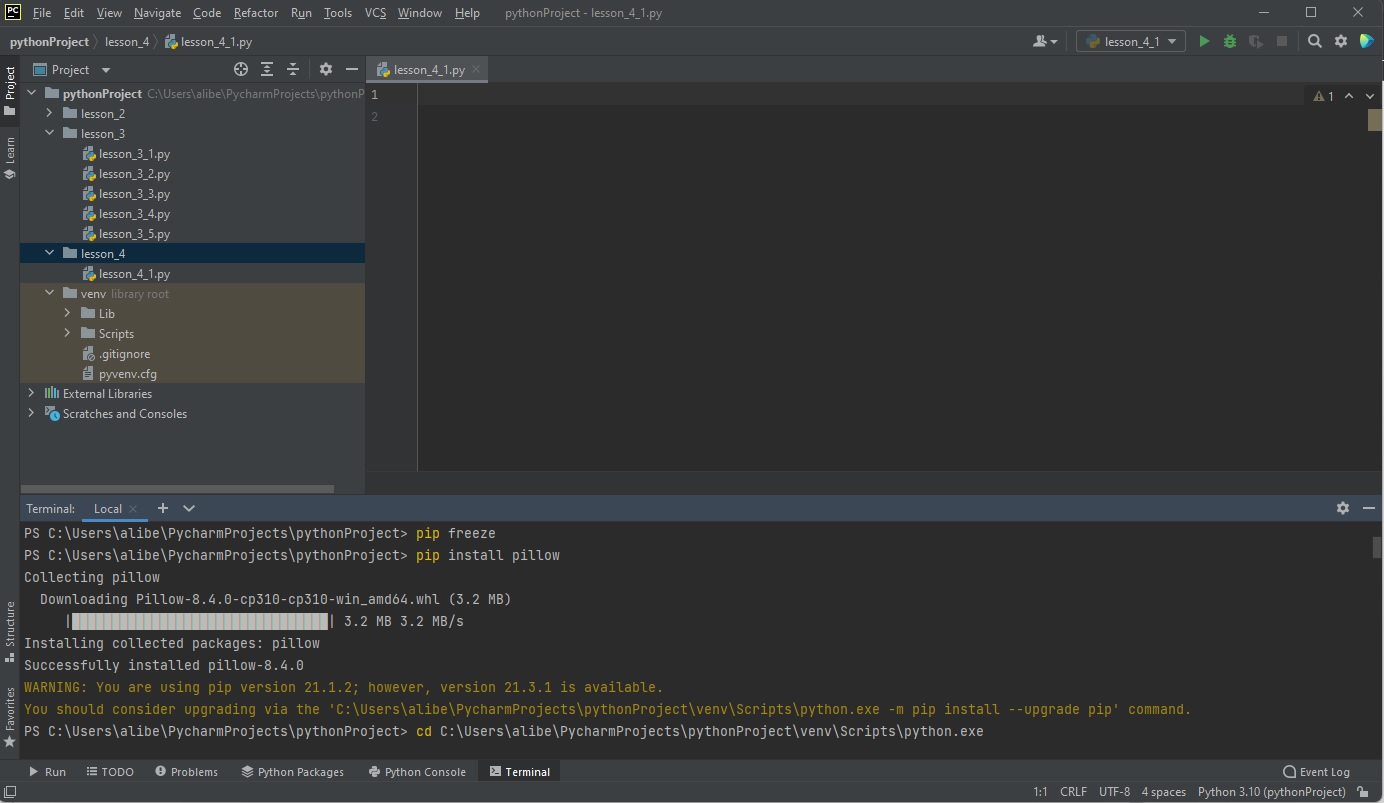 PC File Edit View Navigate Code Refactor Run Tools VCS Window Help pythonProject - lesson_4_1.py
pythonProject lesson_4 lesson_4_1.py lesson_4_1
Project
Project
lesson_4_1.py
pythonProject C:\Users\alibe\PycharmProjects\pythonP
1
1
lesson_2
2
lesson_3
Learn
lesson_3_1.py
lesson_3_2.py
lesson_3_3.py
lesson_3_4.py
lesson_3_5.py
lesson_4
lesson_4_1.py
venv library root
Lib
Scripts
.gitignore
pyvenv.cfg
External Libraries
Scratches and Consoles
Terminal: Local
PS C:\Users\alibe\PycharmProjects\pythonProject> pip freeze
PS C:\Users\alibe\PycharmProjects\pythonProject> pip install pillow
Collecting pillow
Downloading Pillow-8.4.0-cp310-cp310-win_amd64.whl (3.2 MB)
|████████████████████████████████| 3.2 MB 3.2 MB/s
Installing collected packages: pillow
Successfully installed pillow-8.4.0
WARNING: You are using pip version 21.1.2; however, version 21.3.1 is available.
You should consider upgrading via the 'C:\Users\alibe\PycharmProjects\pythonProject\venv\Scripts\python.exe -m pip install --upgrade pip' command.
PS C:\Users\alibe\PycharmProjects\pythonProject> cd C:\Users\alibe\PycharmProjects\pythonProject\venv\Scripts\python.exe
Structure
Favorites
Run TODO Problems Python Packages Python Console Terminal Event Log
1:1 CRLF UTF-8 4 spaces Python 3.10 (pythonProject)